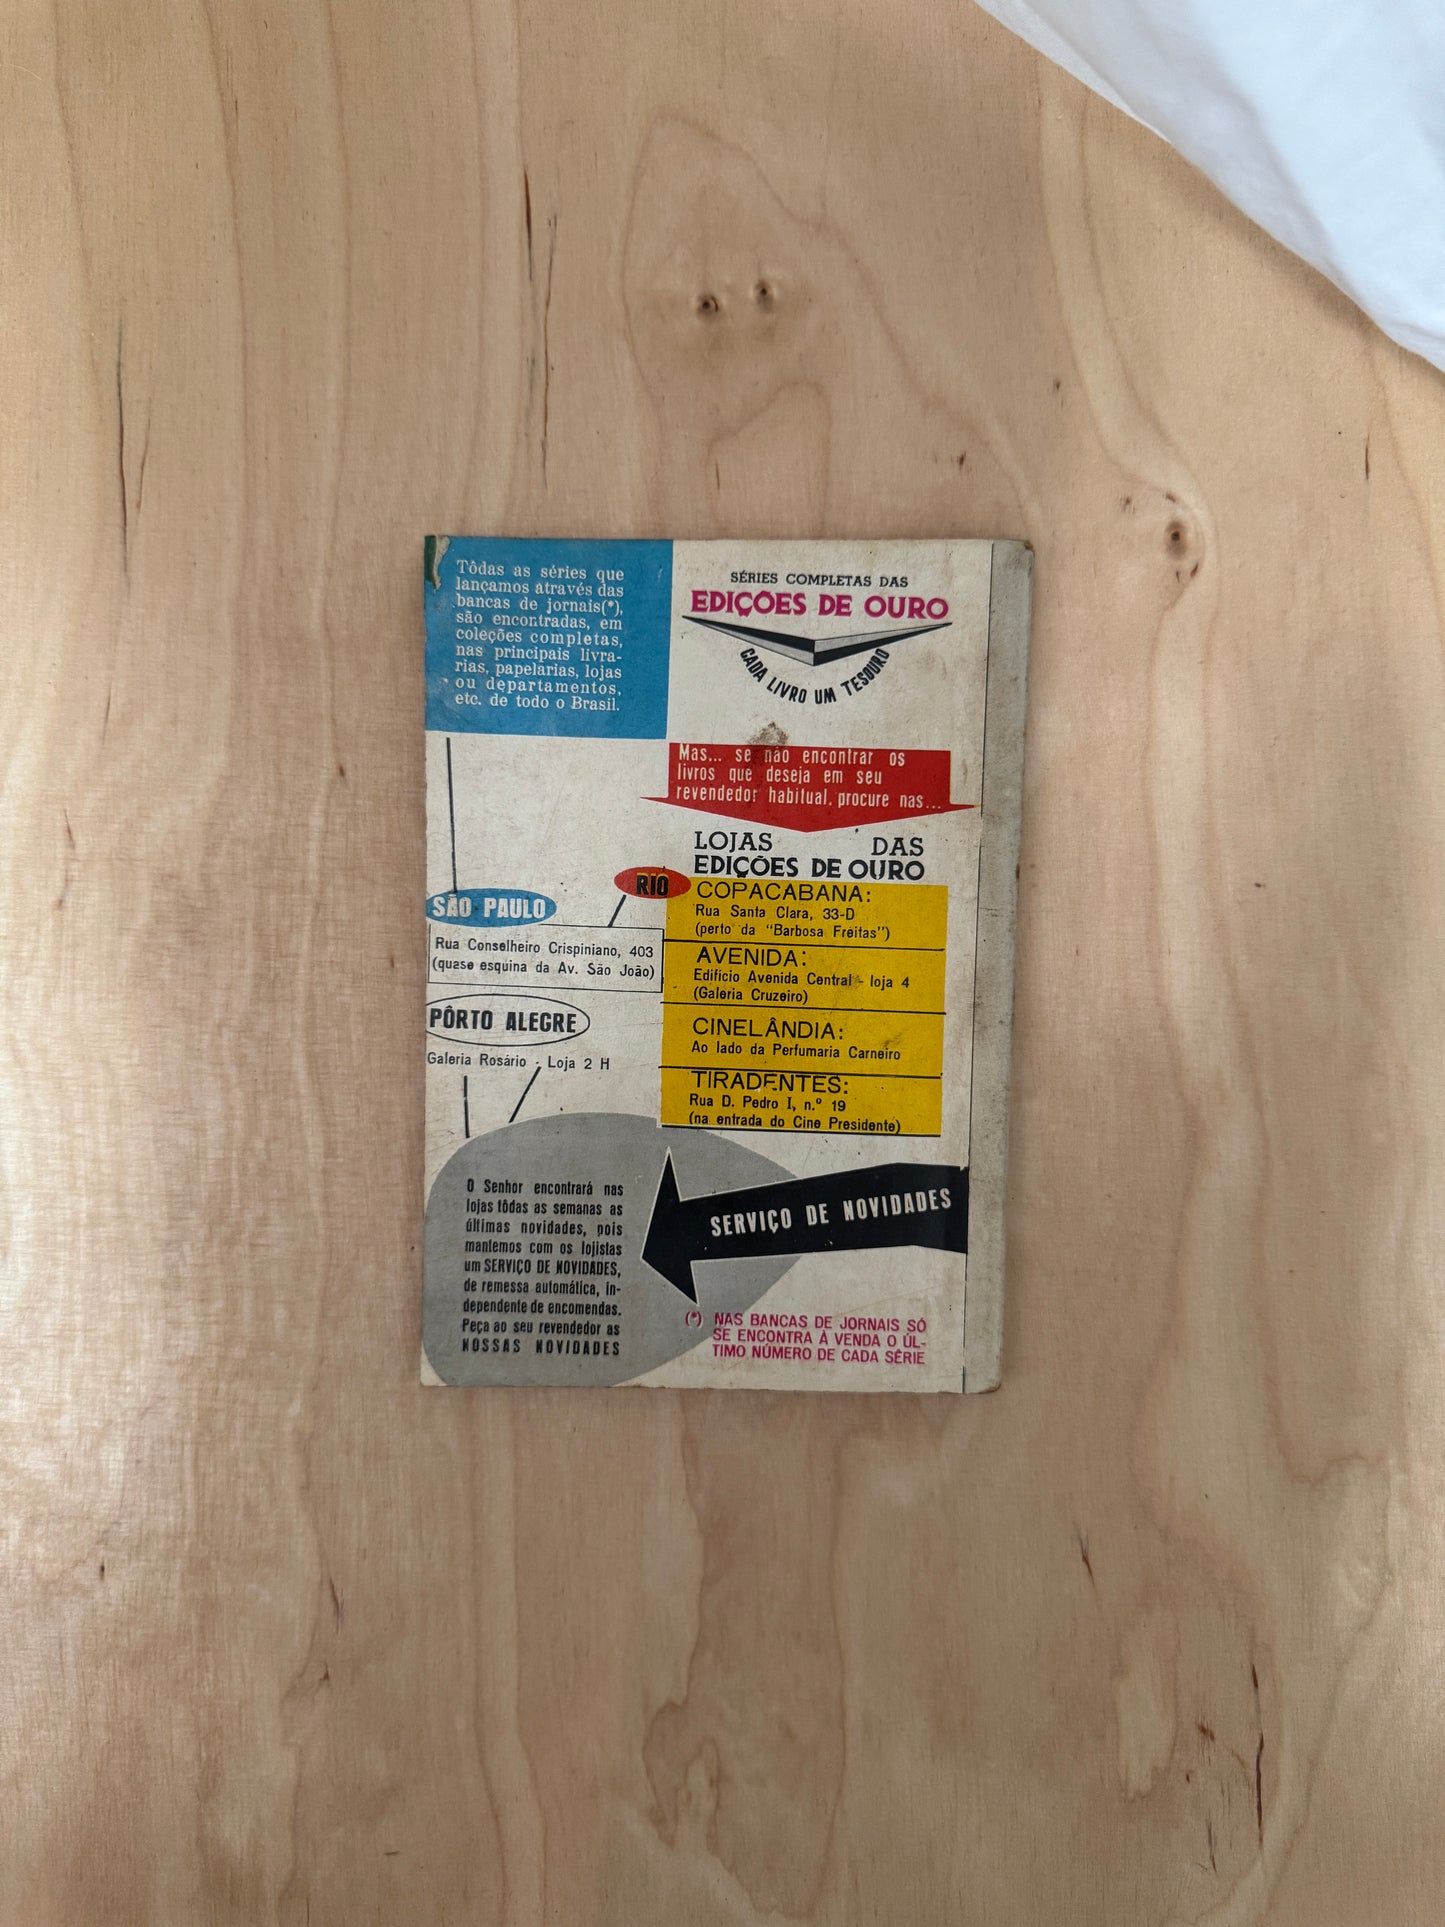 Tôdas as séries que
lançamos através das
bancas de jornais(*),
são encontradas, em
coleções completas,
nas principais livra-
rias, papelarias, lojas
ou departamentos,
etc. de todo o Brasil.
SÉRIES COMPLETAS DAS
EDIÇÕES DE OURO
CADA LIVRO UM TESOURO
Mas... se não encontrar os
livros que deseja em seu
revendedor habitual, procure nas...
LOJAS DAS
EDIÇÕES DE OURO
RIO
COPACABANA:
Rua Santa Clara, 33-D
(perto da "Barbosa Freitas")
AVENIDA:
Edifício Avenida Central - loja 4
(Galeria Cruzeiro)
CINELÂNDIA:
Ao lado da Perfumaria Carneiro
TIRADENTES:
Rua D. Pedro I, n.º 19
(na entrada do Cine Presidente)
SÃO PAULO
Rua Conselheiro Crispiniano, 403
(quase esquina da Av. São João)
PÔRTO ALEGRE
Galeria Rosário - Loja 2 H
O Senhor encontrará nas
lojas tôdas as semanas as
últimas novidades, pois
mantemos com os lojistas
um SERVIÇO DE NOVIDADES,
de remessa automática, in-
dependente de encomendas.
Peça ao seu revendedor as
NOSSAS NOVIDADES
SERVIÇO DE NOVIDADES
(*) NAS BANCAS DE JORNAIS SÓ
SE ENCONTRA À VENDA O ÚL-
TIMO NÚMERO DE CADA SÉRIE